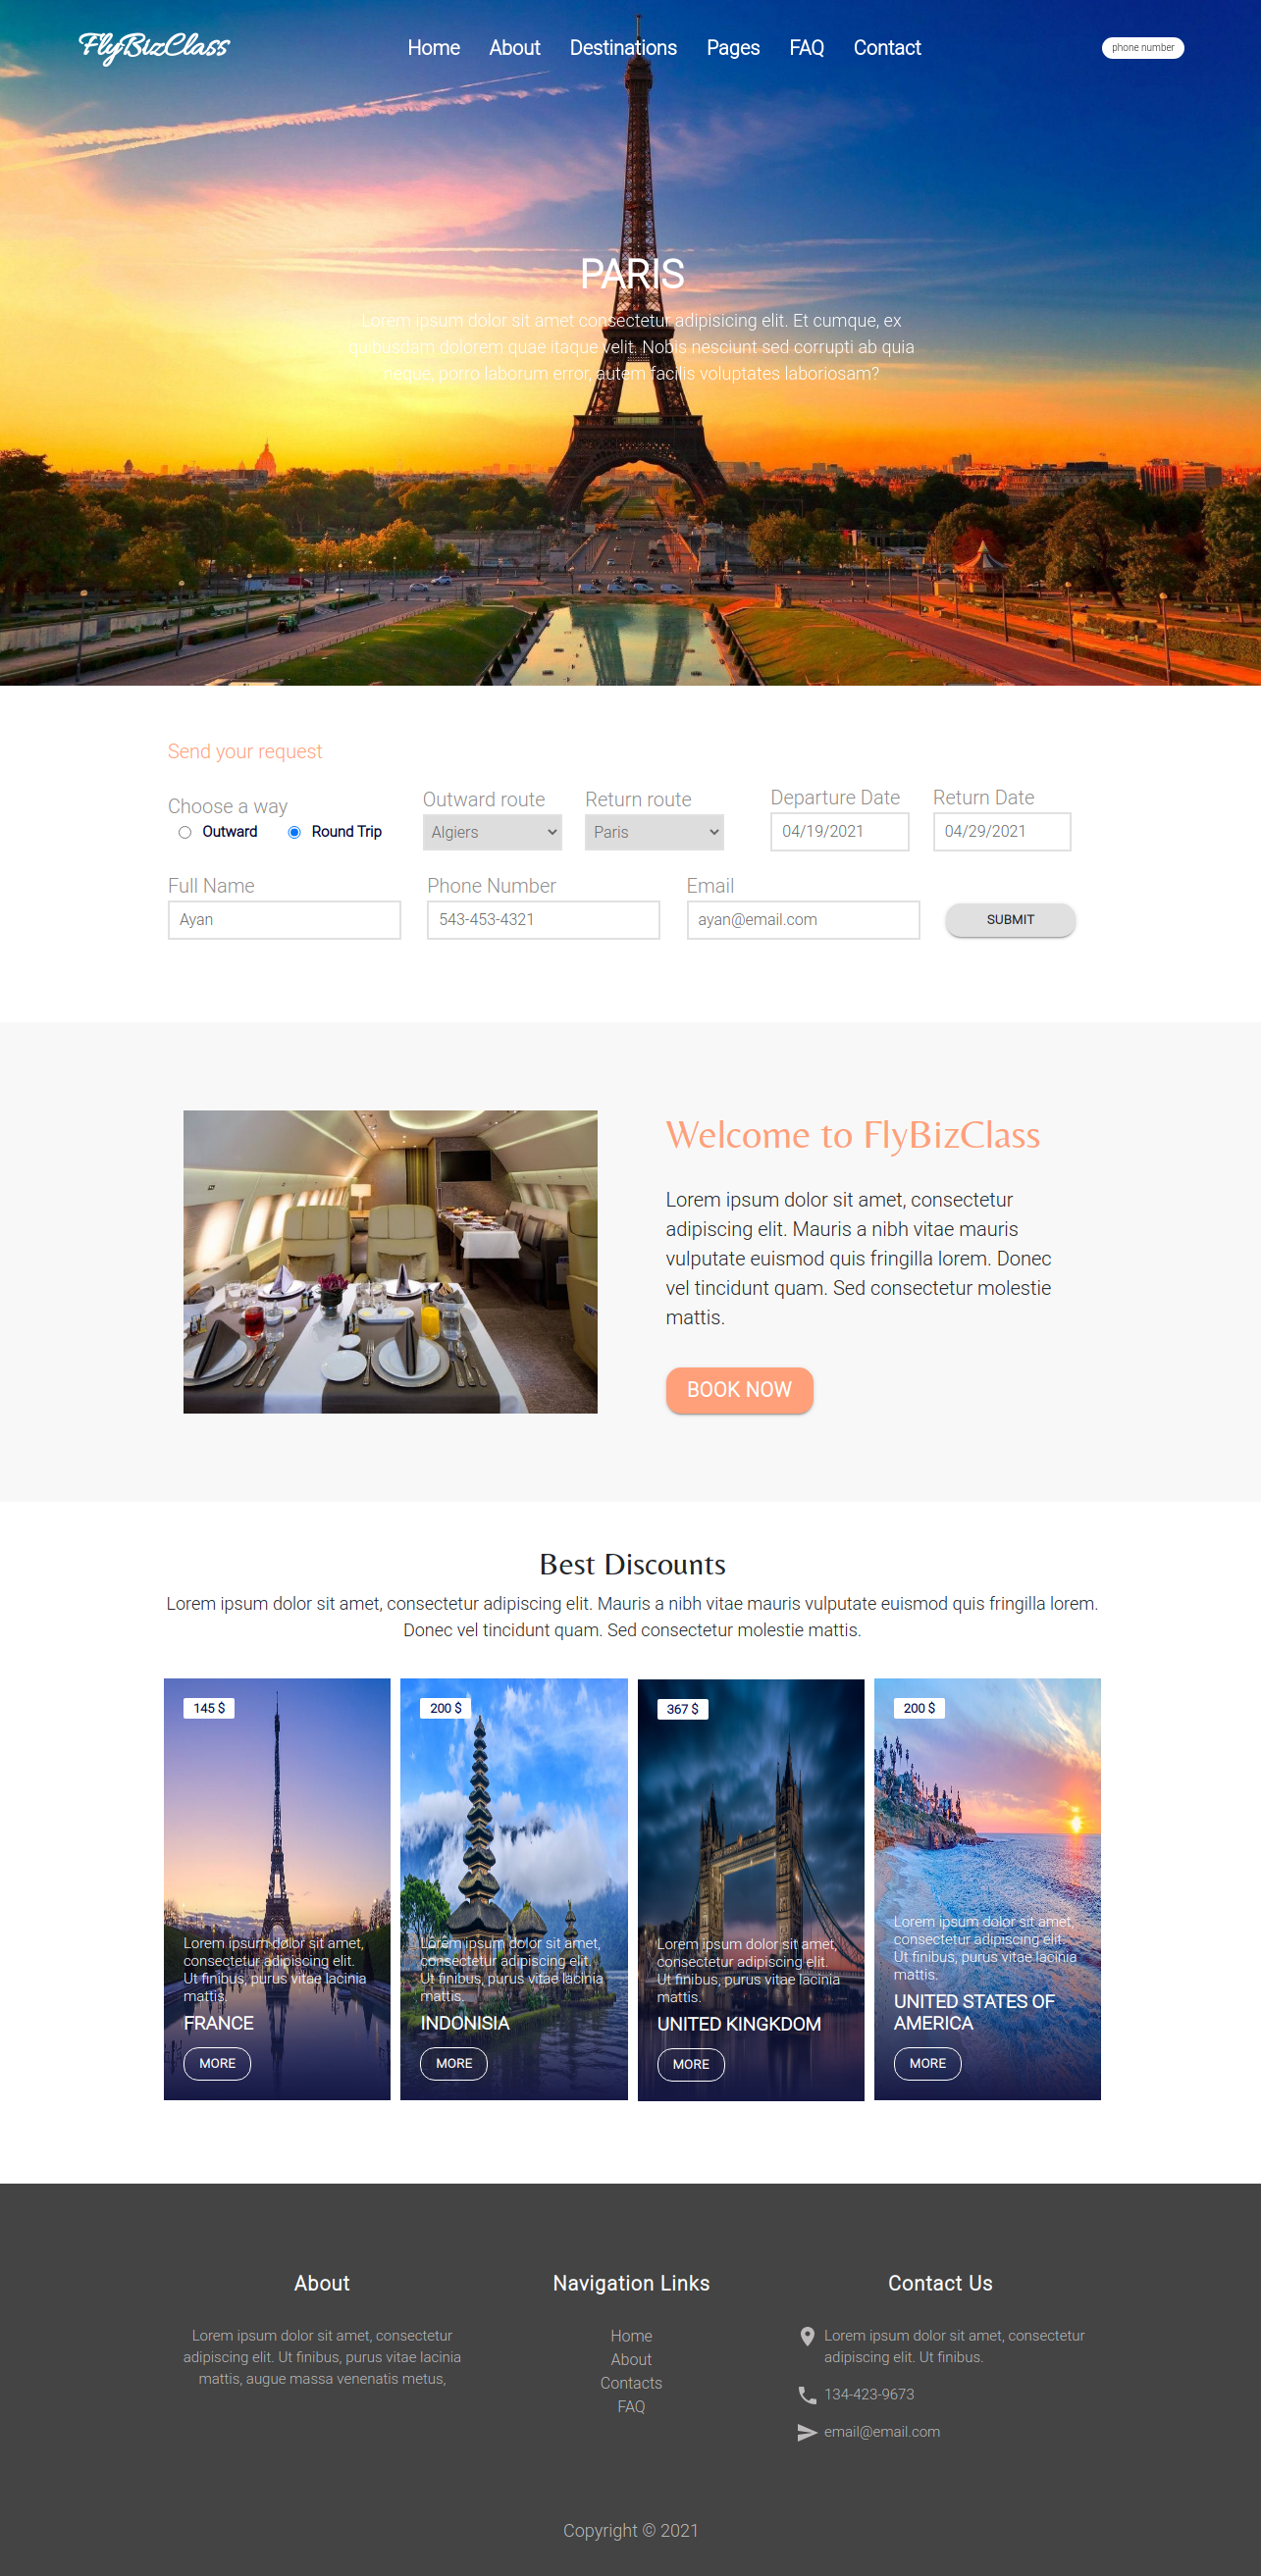 FlyBizClass
Home About Destinations Pages FAQ Contact
phone number
PARIS
Lorem ipsum dolor sit amet consectetur adipisicing elit. Et cumque, ex
quibusdam dolorem quae itaque velit. Nobis nesciunt sed corrupti ab quia
neque, porro laborum error, autem facilis voluptates laboriosam?
Send your request
Choose a way
Outward Round Trip
Outward route
Algiers
Return route
Paris
Departure Date
04/19/2021
Return Date
04/29/2021
Full Name
Ayan
Phone Number
543-453-4321
Email
ayan@email.com
SUBMIT
Welcome to FlyBizClass
Lorem ipsum dolor sit amet, consectetur
adipiscing elit. Mauris a nibh vitae mauris
vulputate euismod quis fringilla lorem. Donec
vel tincidunt quam. Sed consectetur molestie
mattis.
BOOK NOW
Best Discounts
Lorem ipsum dolor sit amet, consectetur adipiscing elit. Mauris a nibh vitae mauris vulputate euismod quis fringilla lorem.
Donec vel tincidunt quam. Sed consectetur molestie mattis.
145 $
Lorem ipsum dolor sit amet,
consectetur adipiscing elit.
Ut finibus, purus vitae lacinia
mattis.
FRANCE
MORE
200 $
Lorem ipsum dolor sit amet,
consectetur adipiscing elit.
Ut finibus, purus vitae lacinia
mattis.
INDONISIA
MORE
367 $
Lorem ipsum dolor sit amet,
consectetur adipiscing elit.
Ut finibus, purus vitae lacinia
mattis.
UNITED KINGKDOM
MORE
200 $
Lorem ipsum dolor sit amet,
consectetur adipiscing elit.
Ut finibus, purus vitae lacinia
mattis.
UNITED STATES OF
AMERICA
MORE
About
Lorem ipsum dolor sit amet, consectetur
adipiscing elit. Ut finibus, purus vitae lacinia
mattis, augue massa venenatis metus,
Navigation Links
Home
About
Contacts
FAQ
Contact Us
Lorem ipsum dolor sit amet, consectetur
adipiscing elit. Ut finibus.
134-423-9673
email@email.com
Copyright © 2021